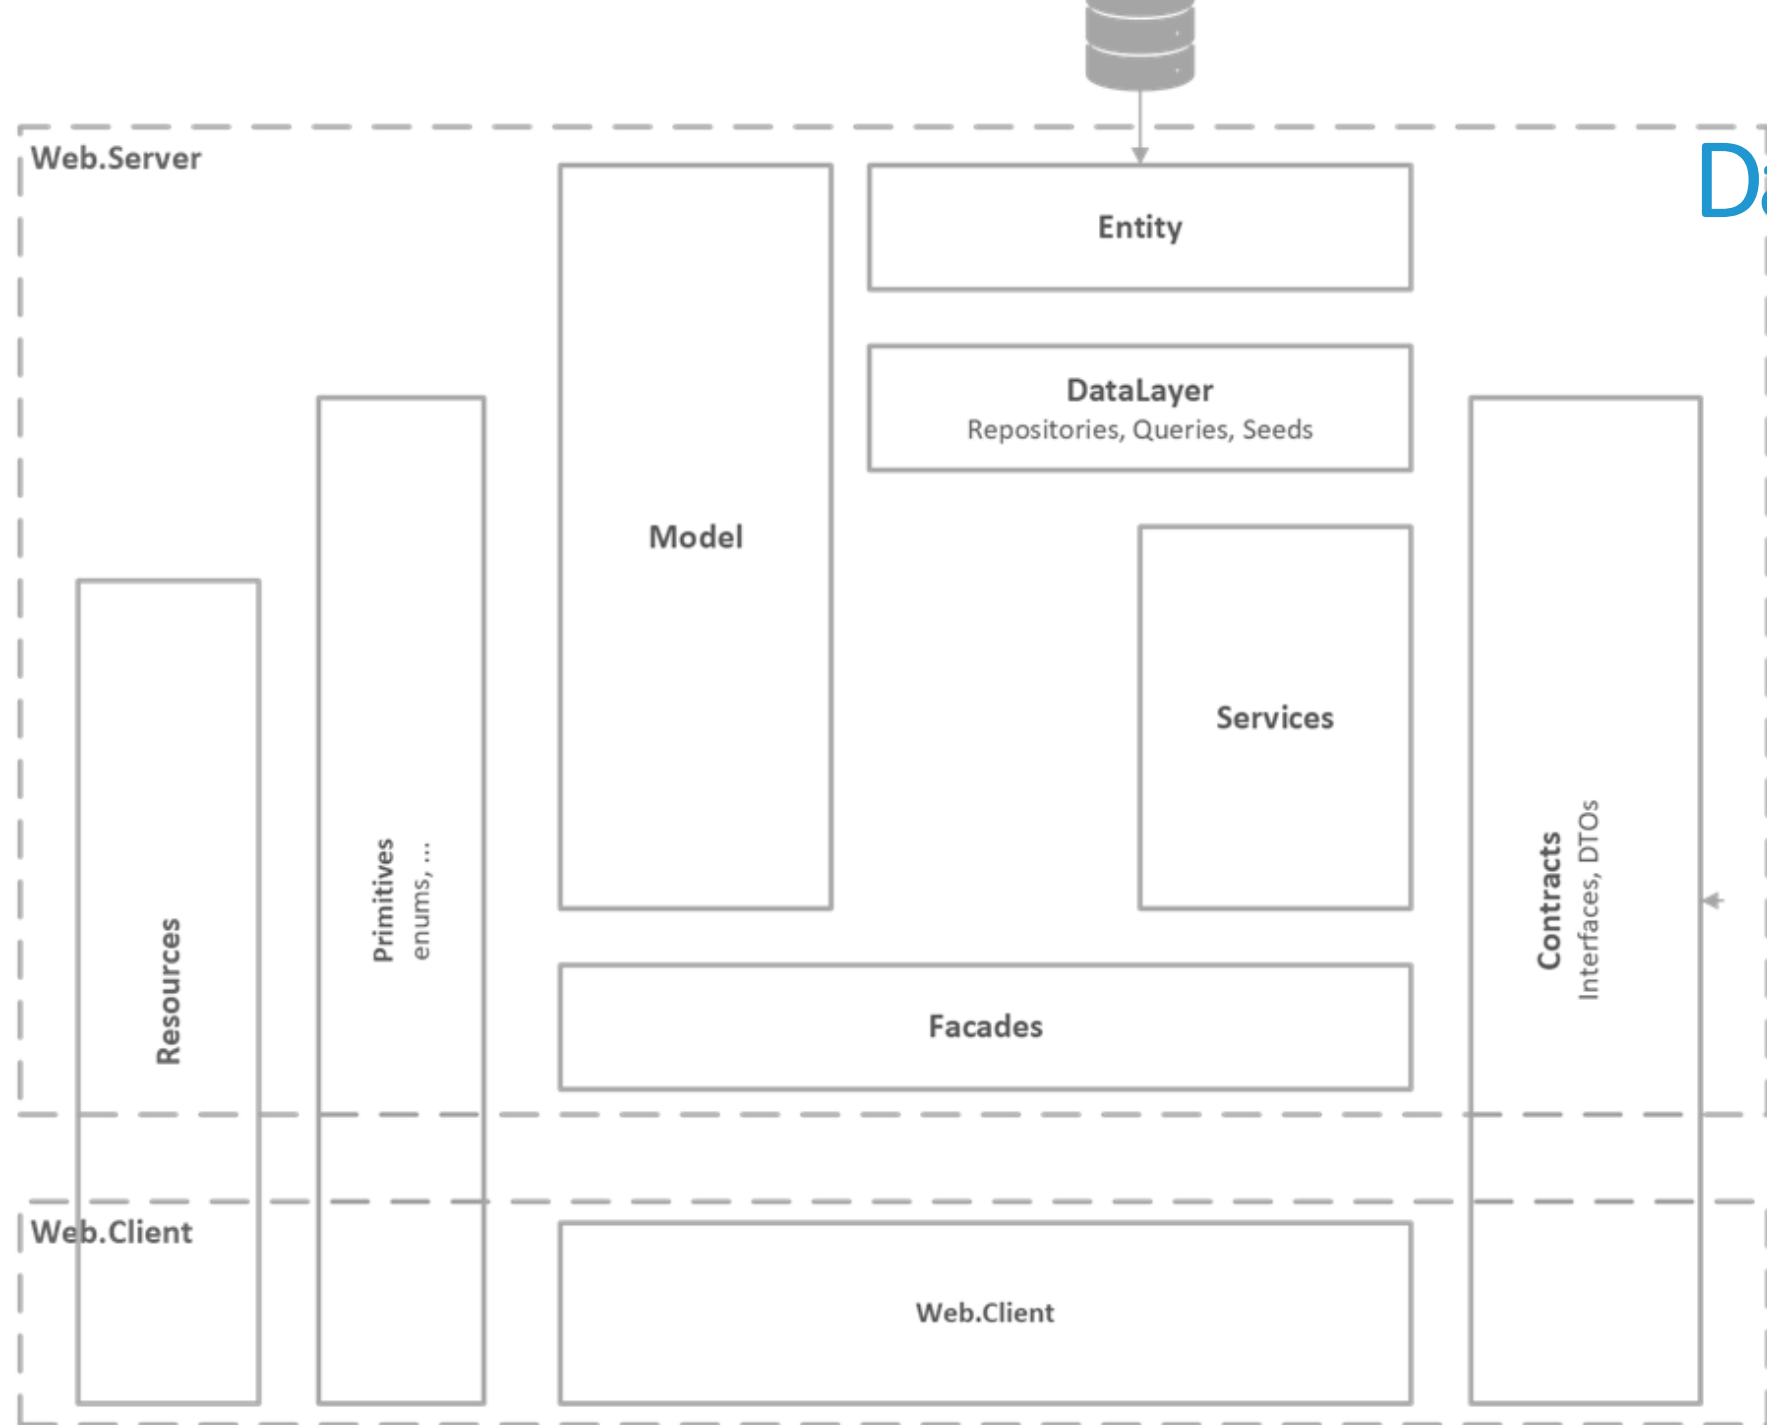 Web.Server
Da
Entity
DataLayer
Repositories, Queries, Seeds
Model
Services
Primitives
enums, ...
Contracts
Interfaces, DTOs
Resources
Facades
Web.Client
Web.Client